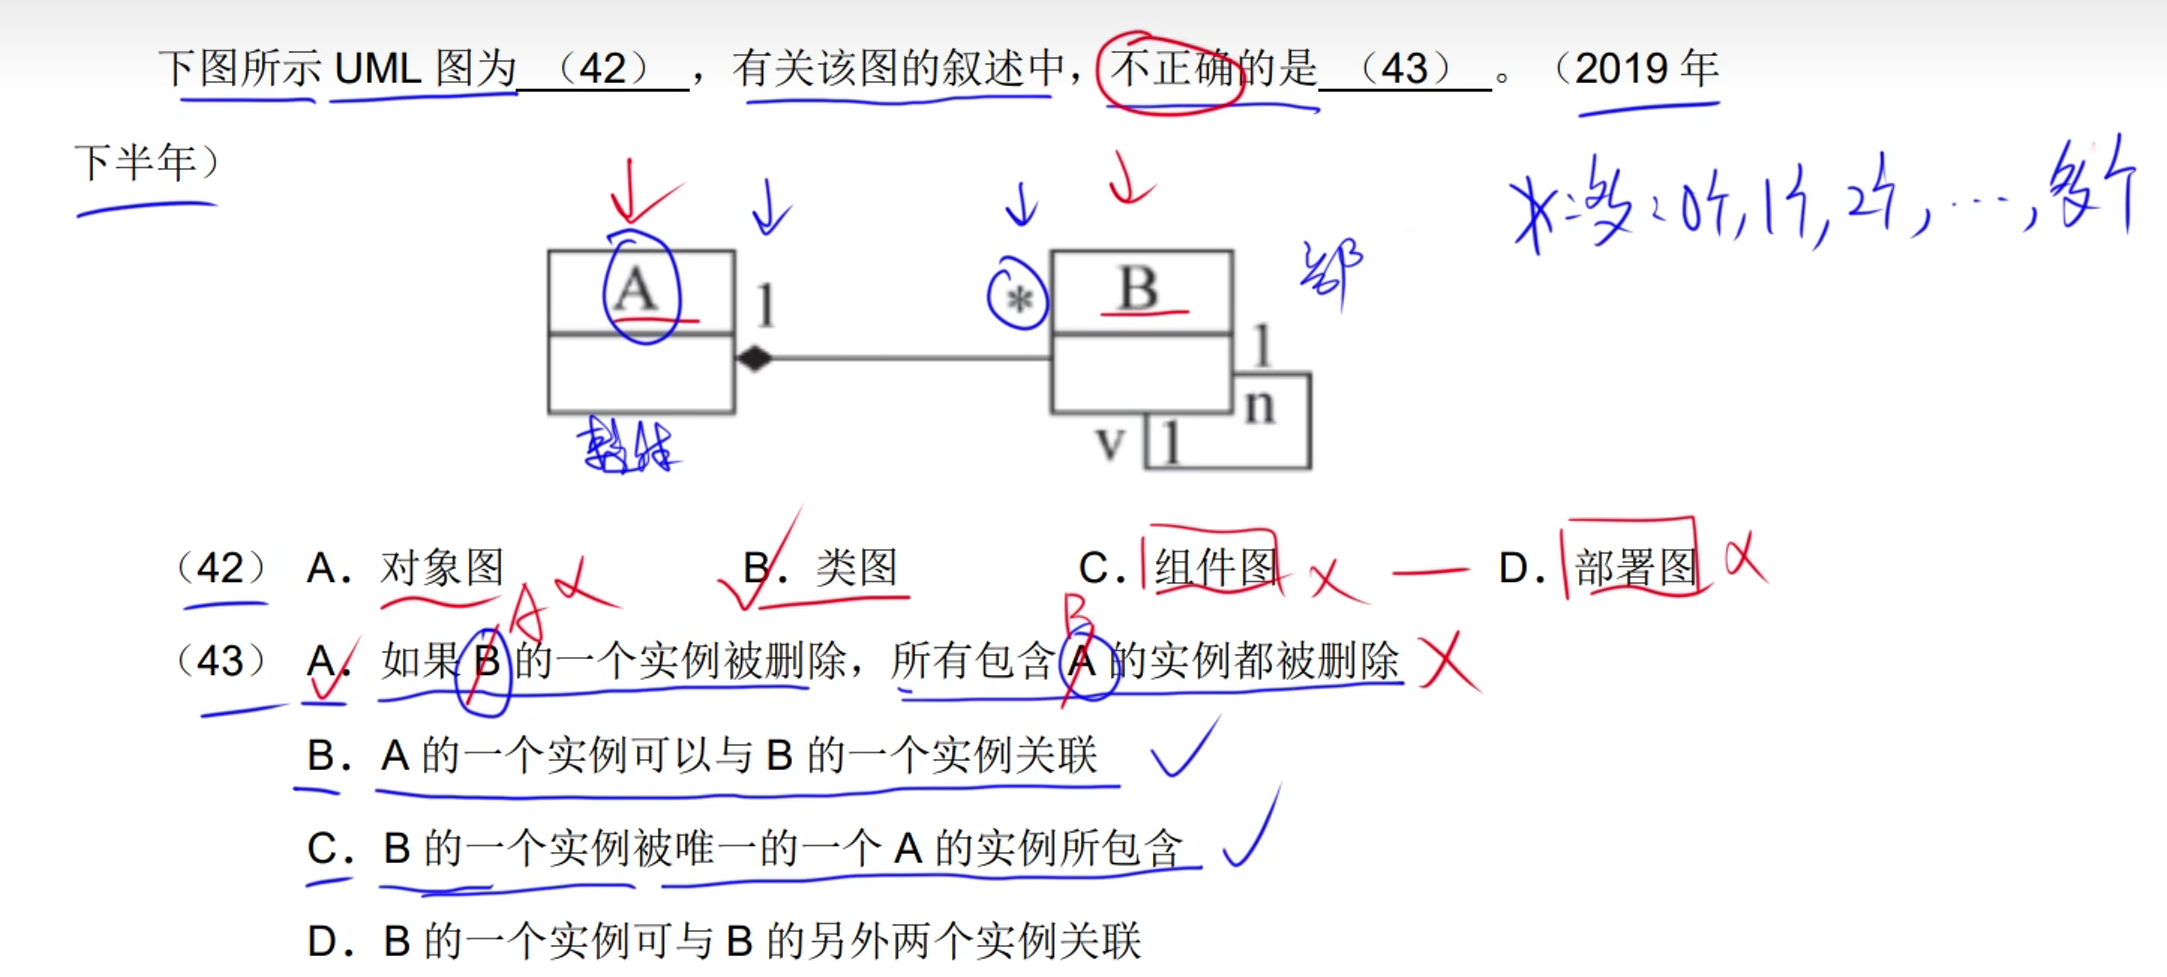 下图所示 UML 图为 （42） ，有关该图的叙述中，不正确的是 （43） 。（2019 年
下半年）
*:多:0个,1个,2个,…,多个
A 1 * B 部
1
n
v 1
整体
（42） A．对象图 B．类图 C．组件图 D．部署图
A B
（43） A．如果 B 的一个实例被删除，所有包含 A 的实例都被删除
B．A 的一个实例可以与 B 的一个实例关联
C．B 的一个实例被唯一的一个 A 的实例所包含
D．B 的一个实例可与 B 的另外两个实例关联